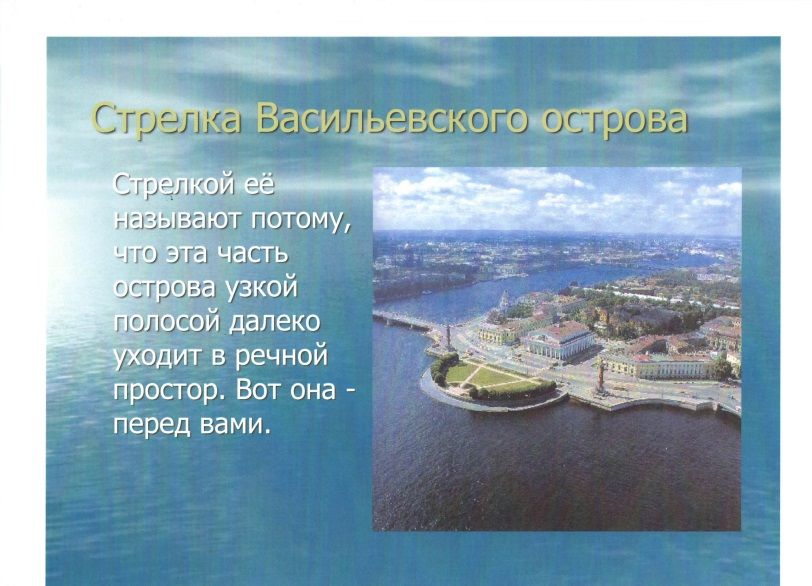 Стрелка Васильевского острова
Стрелкой её
называют потому,
что эта часть
острова узкой
полосой далеко
уходит в речной
простор. Вот она -
перед вами.